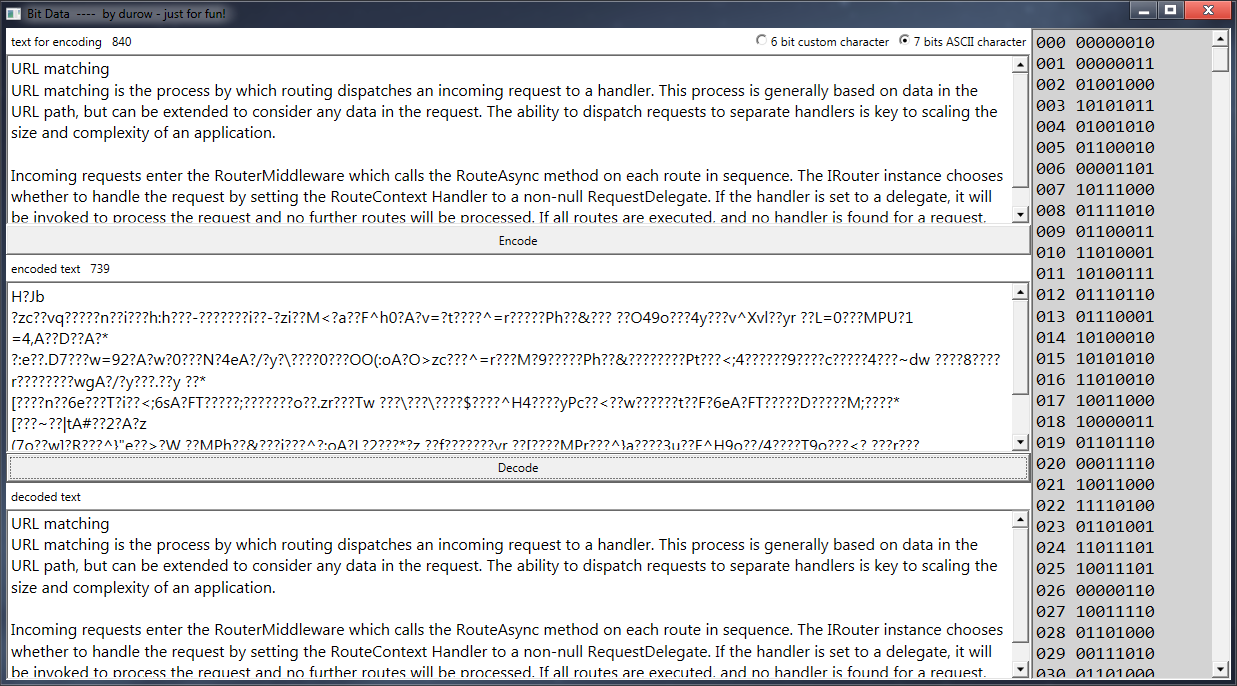 Bit Data ---- by durow - just for fun!
text for encoding 840
6 bit custom character 7 bits ASCII character
URL matching
URL matching is the process by which routing dispatches an incoming request to a handler. This process is generally based on data in the
URL path, but can be extended to consider any data in the request. The ability to dispatch requests to separate handlers is key to scaling the
size and complexity of an application.
Incoming requests enter the RouterMiddleware which calls the RouteAsync method on each route in sequence. The IRouter instance chooses
whether to handle the request by setting the RouteContext Handler to a non-null RequestDelegate. If the handler is set to a delegate, it will
be invoked to process the request and no further routes will be processed. If all routes are executed, and no handler is found for a request,
Encode
encoded text 739
H?Jb
?zc??vq?????n??i???h:h???-???????i??-?zi??M<?a??F^h0?A?v=?t????^=r?????Ph??&??? ??O49o???4y???v^Xvl??yr ??L=0???MPU?1
=4,A??D??A?*
?:e??.D7???w=92?A?w?0???N?4eA?/?y?\????0???OO(:oA?O>zc???^=r???M?9?????Ph??&????????Pt???<;4??????9????c?????4???~dw ????8????
r????????wgA?/?y???.??y ??*
[????n??6e???T?i??<;6sA?FT?????;???????o??.zr???Tw ???\???\????$????^H4????yPc??<??w??????t??F?6eA?FT?????D?????M;????*
[???~??|tA#??2?A?z
(7o??w]?R???^}"e??>?W ??MPh??&???i???^?:oA?L?2???*?z ??f???????vr ??[????MPr???^}a????3u??F^H9o??/4????T9o???<? ???r???
Decode
decoded text
URL matching
URL matching is the process by which routing dispatches an incoming request to a handler. This process is generally based on data in the
URL path, but can be extended to consider any data in the request. The ability to dispatch requests to separate handlers is key to scaling the
size and complexity of an application.
Incoming requests enter the RouterMiddleware which calls the RouteAsync method on each route in sequence. The IRouter instance chooses
whether to handle the request by setting the RouteContext Handler to a non-null RequestDelegate. If the handler is set to a delegate, it will
be invoked to process the request and no further routes will be processed. If all routes are executed, and no handler is found for a request,
000 00000010
001 00000011
002 01001000
003 10101011
004 01001010
005 01100010
006 00001101
007 10111000
008 01111010
009 01100011
010 11010001
011 10100111
012 01110110
013 01110001
014 10100010
015 10101010
016 11010010
017 10011000
018 10000011
019 01101110
020 00011110
021 10011000
022 11110100
023 01101001
024 11011101
025 10011101
026 00000110
027 10011110
028 01101000
029 00111010
030 01101000